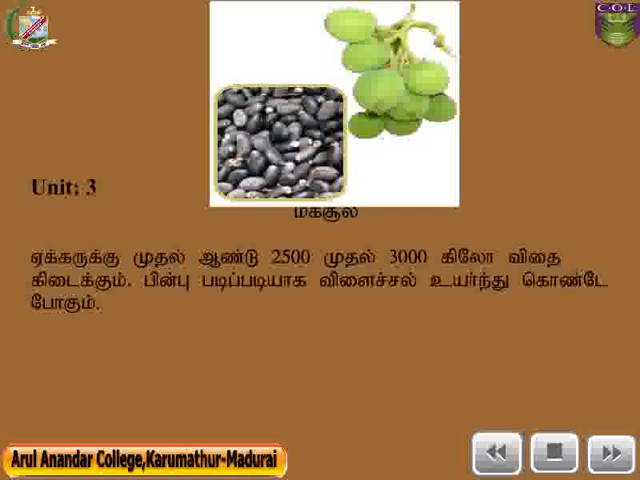 C.O.L
Unit: 3
மகசூல்
ஏக்கருக்கு முதல் ஆண்டு 2500 முதல் 3000 கிலோ விதை
கிடைக்கும். பின்பு படிப்படியாக விளைச்சல் உயர்ந்து கொண்டே
போகும்.
Arul Anandar College,Karumathur-Madurai